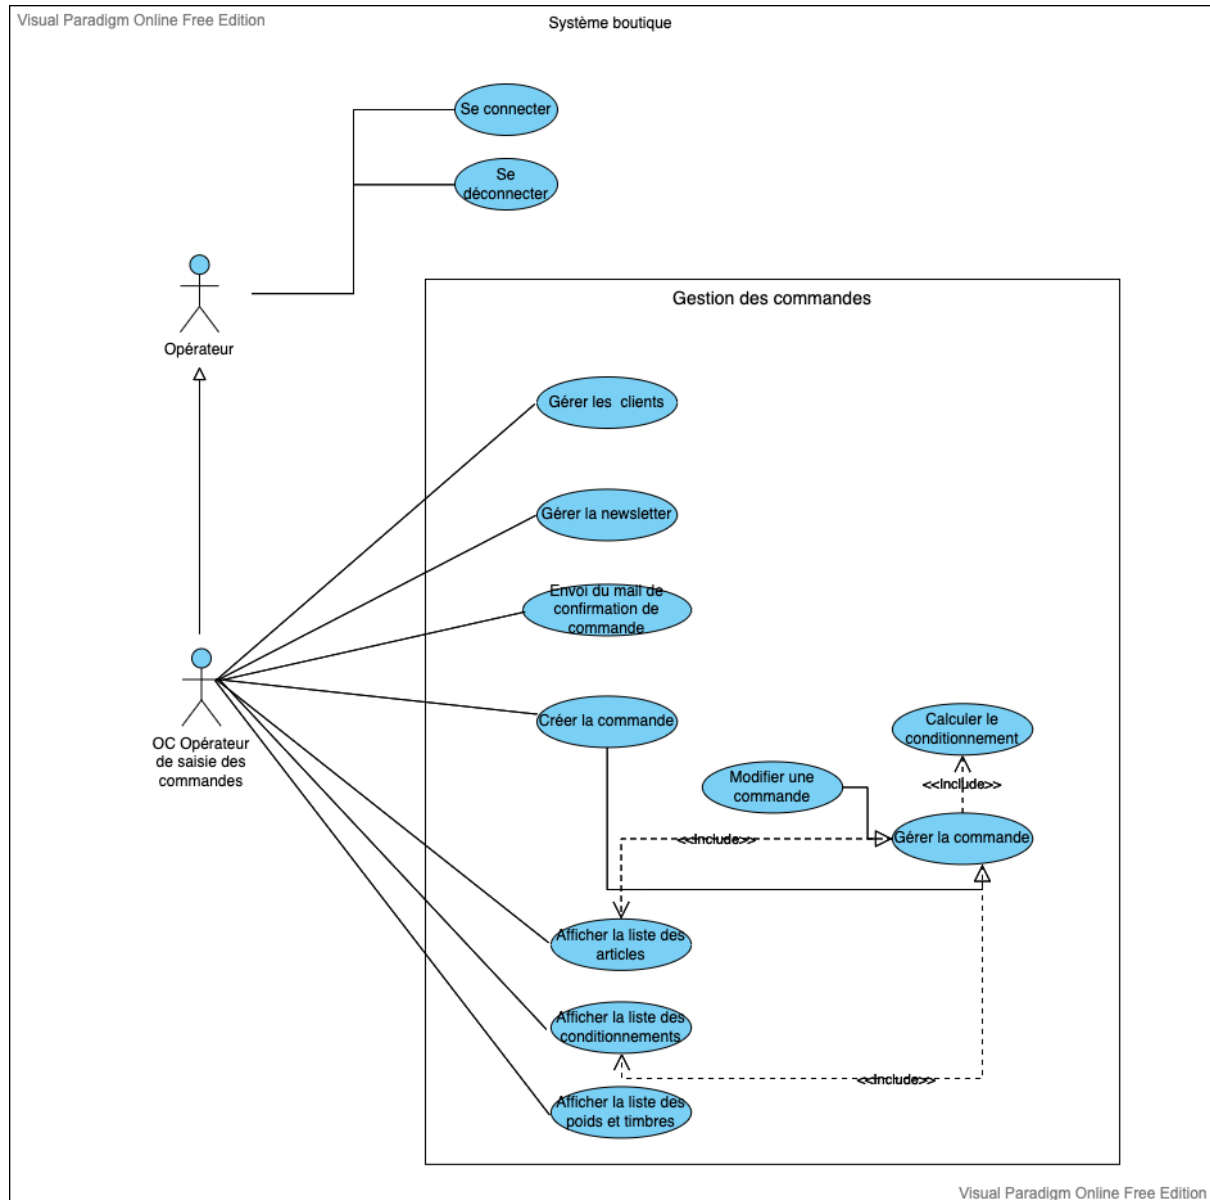 Visual Paradigm Online Free Edition
Système boutique
Se connecter
Se
déconnecter
Opérateur
Gestion des commandes
Gérer les clients
Gérer la newsletter
Envoi du mail de
confirmation de
commande
OC Opérateur
de saisie des
commandes
Créer la commande
Calculer le
conditionnement
Modifier une
commande
<<Include>>
Gérer la commande
<<Include>>
Afficher la liste des
articles
Afficher la liste des
conditionnements
<<Include>>
Afficher la liste des
poids et timbres
Visual Paradigm Online Free Edition